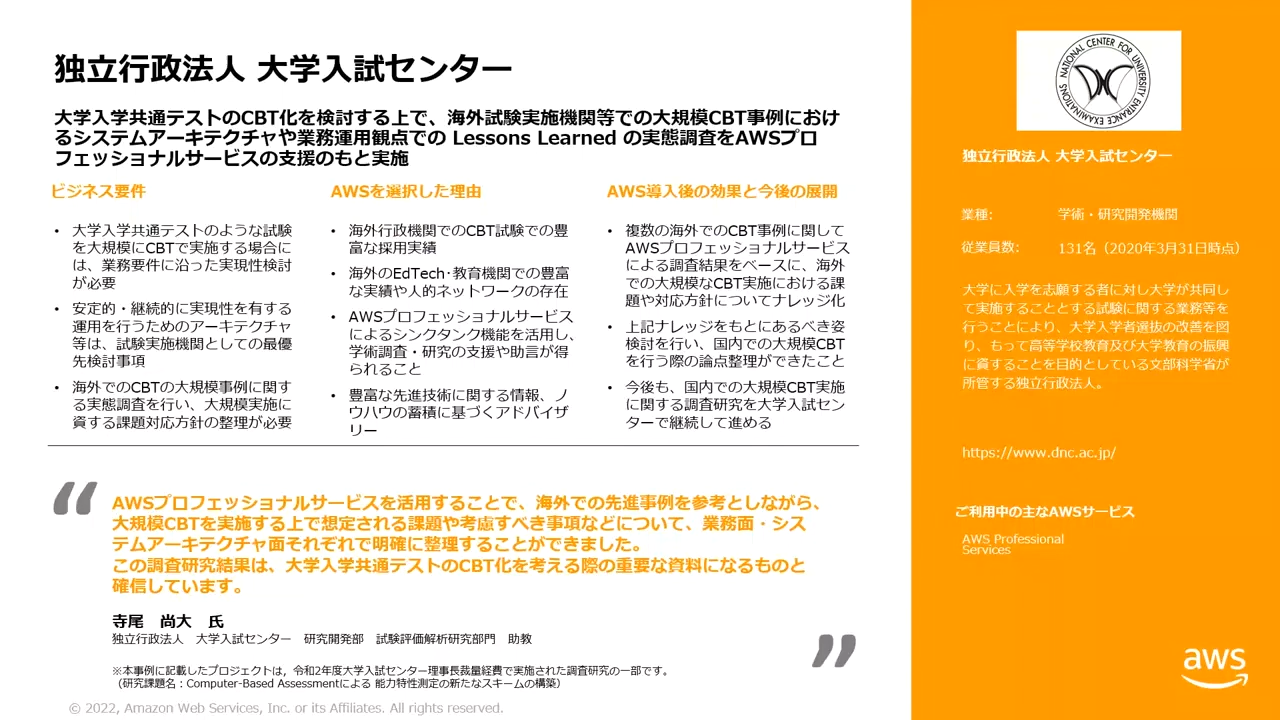 独立行政法人 大学入試センター
大学入学共通テストのCBT化を検討する上で、海外試験実施機関等での大規模CBT事例におけ
るシステムアーキテクチャや業務運用観点での Lessons Learned の実態調査をAWSプロ
フェッショナルサービスの支援のもと実施
ビジネス要件
• 大学入学共通テストのような試験
を大規模にCBTで実施する場合に
は、業務要件に沿った実現性検討
が必要
• 安定的・継続的に実現性を有する
運用を行うためのアーキテクチャ
等は、試験実施機関としての最優
先検討事項
• 海外でのCBTの大規模事例に関す
る実態調査を行い、大規模実施に
資する課題対応方針の整理が必要
AWSを選択した理由
• 海外行政機関でのCBT試験での豊
富な採用実績
• 海外のEdTech・教育機関での豊富
な実績や人的ネットワークの存在
• AWSプロフェッショナルサービス
によるシンクタンク機能を活用し、
学術調査・研究の支援や助言が得
られること
• 豊富な先進技術に関する情報、ノ
ウハウの蓄積に基づくアドバイザ
リー
AWS導入後の効果と今後の展開
• 複数の海外でのCBT事例に関して
AWSプロフェッショナルサービス
による調査結果をベースに、海外
での大規模なCBT実施における課
題や対応方針についてナレッジ化
• 上記ナレッジをもとにあるべき姿
検討を行い、国内での大規模CBT
を行う際の論点整理ができたこと
• 今後も、国内での大規模CBT実施
に関する調査研究を大学入試セン
ターで継続して進める
“
AWSプロフェッショナルサービスを活用することで、海外での先進事例を参考としながら、
大規模CBTを実施する上で想定される課題や考慮すべき事項などについて、業務面・シス
テムアーキテクチャ面それぞれで明確に整理することができました。
この調査研究結果は、大学入学共通テストのCBT化を考える際の重要な資料になるものと
確信しています。
寺尾　尚大　氏
独立行政法人　大学入試センター　研究開発部　試験評価解析研究部門　助教
”
※本事例に記載したプロジェクトは，令和2年度大学入試センター理事長裁量経費で実施された調査研究の一部です。
（研究課題名：Computer-Based Assessmentによる 能力特性測定の新たなスキームの構築）
© 2022, Amazon Web Services, Inc. or its Affiliates. All rights reserved.
NATIONAL CENTER FOR UNIVERSITY ENTRANCE EXAMINATIONS
独立行政法人 大学入試センター
業種: 学術・研究開発機関
従業員数: 131名（2020年3月31日時点）
大学に入学を志願する者に対し大学が共同し
て実施することとする試験に関する業務等を
行うことにより、大学入学者選抜の改善を図
り、もって高等学校教育及び大学教育の振興
に資することを目的としている文部科学省が
所管する独立行政法人。
https://www.dnc.ac.jp/
ご利用中の主なAWSサービス
AWS Professional
Services
aws